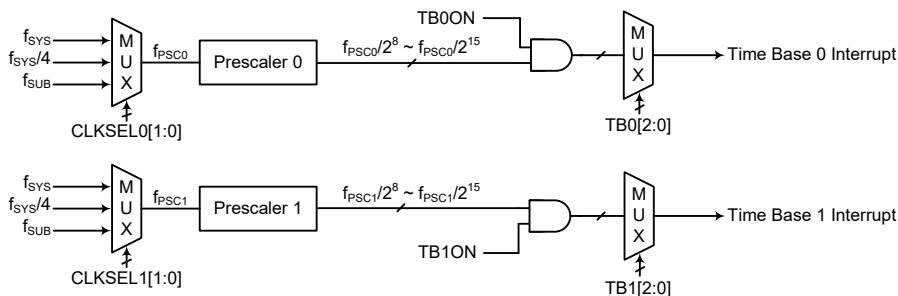 TB0ON
fSYS
fSYS/4
fSUB
M
U
X
fPSC0
Prescaler 0
fPSC0/2^8 ~ fPSC0/2^15
M
U
X
Time Base 0 Interrupt
CLKSEL0[1:0]
TB0[2:0]
fSYS
fSYS/4
fSUB
M
U
X
fPSC1
Prescaler 1
fPSC1/2^8 ~ fPSC1/2^15
M
U
X
Time Base 1 Interrupt
TB1ON
CLKSEL1[1:0]
TB1[2:0]